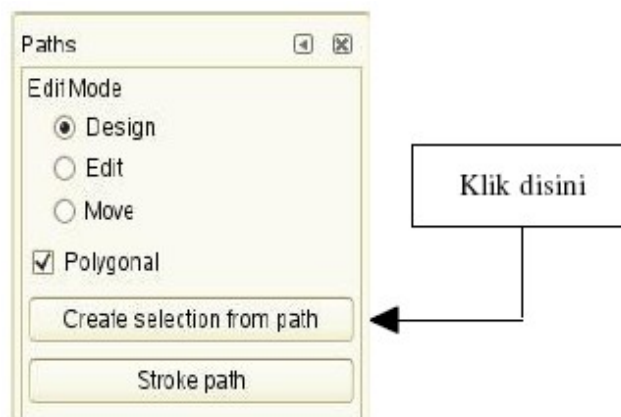 Paths
Edit Mode
Design
Edit
Move
Polygonal
Create selection from path
Stroke path
Klik disini